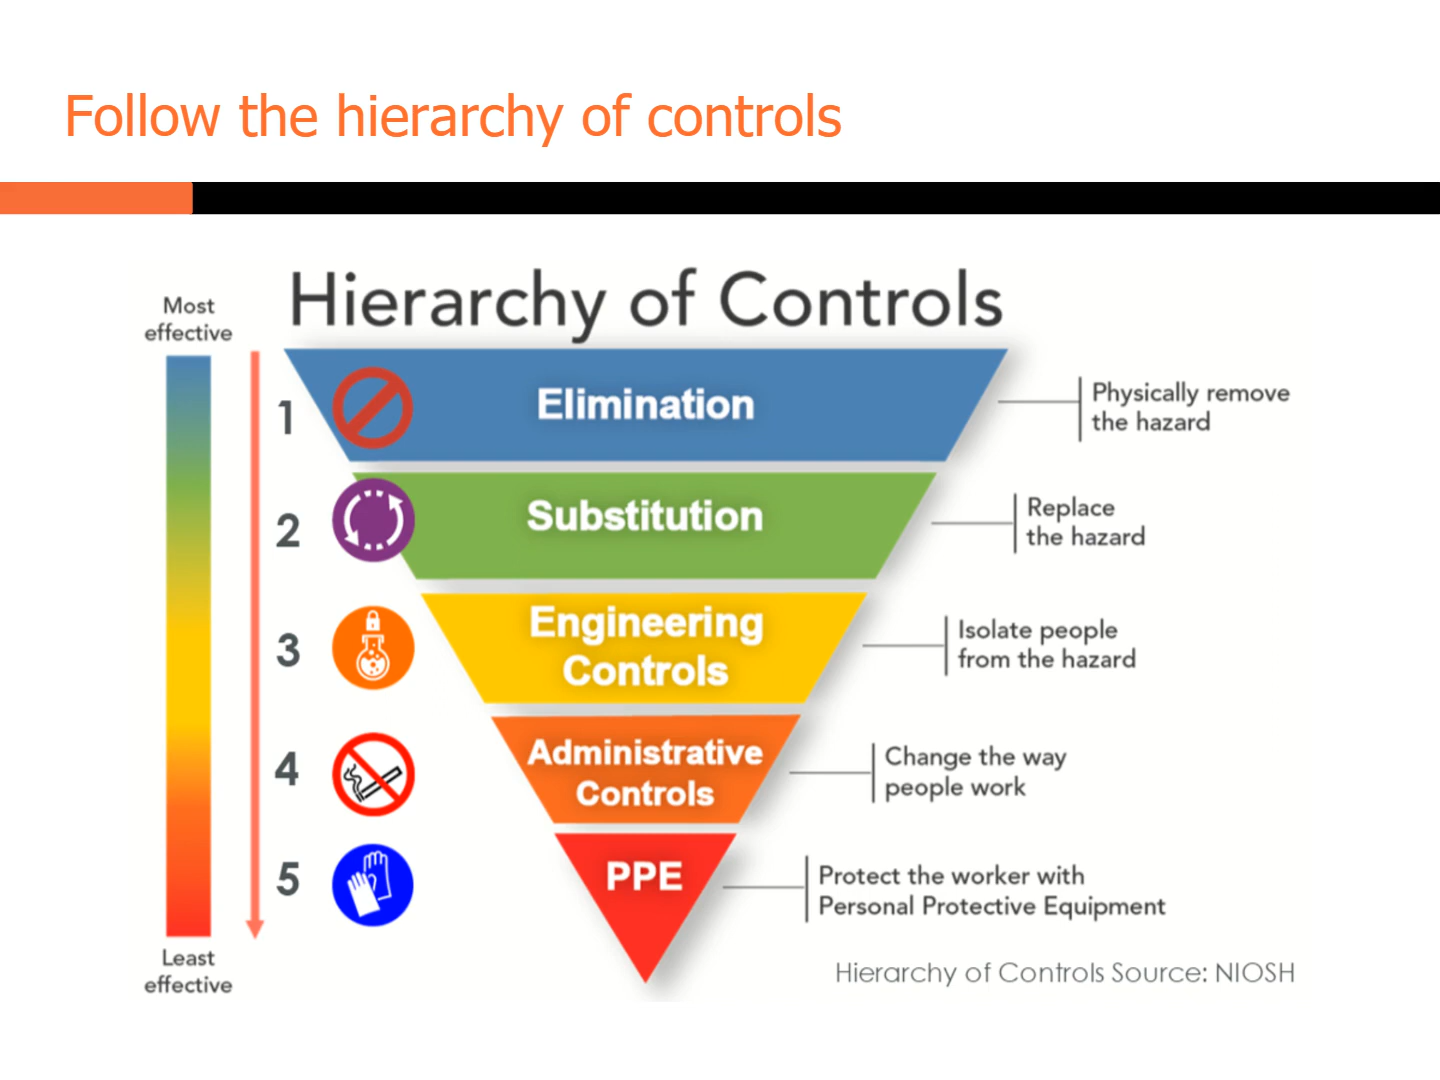 Follow the hierarchy of controls
Hierarchy of Controls
Most
effective
1
Elimination
Physically remove
the hazard
2
Substitution
Replace
the hazard
3
Engineering
Controls
Isolate people
from the hazard
4
Administrative
Controls
Change the way
people work
5
PPE
Protect the worker with
Personal Protective Equipment
Least
effective
Hierarchy of Controls Source: NIOSH